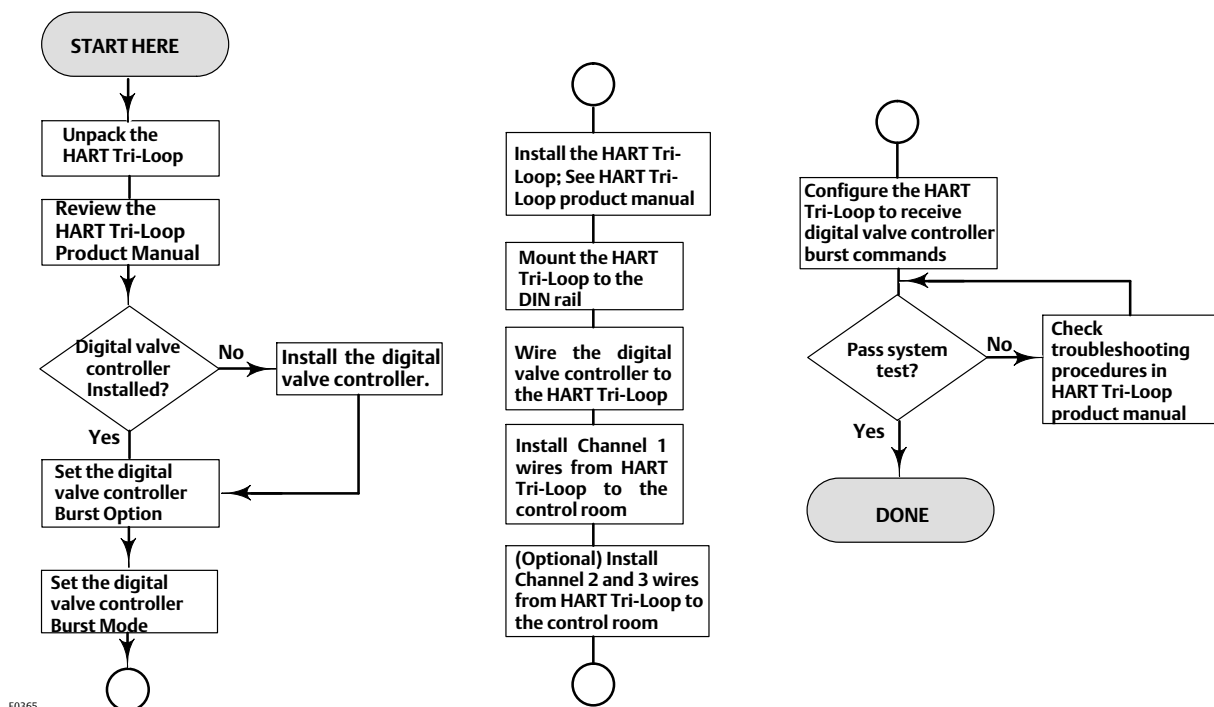 START HERE
Unpack the
HART Tri-Loop
Review the
HART Tri-Loop
Product Manual
Digital valve
controller
Installed?
No
Install the digital
valve controller.
Yes
Set the digital
valve controller
Burst Option
Set the digital
valve controller
Burst Mode
E0365
Install the HART Tri-
Loop; See HART Tri-
Loop product manual
Mount the HART
Tri-Loop to the
DIN rail
Wire the digital
valve controller to
the HART Tri-Loop
Install Channel 1
wires from HART
Tri-Loop to the
control room
(Optional) Install
Channel 2 and 3 wires
from HART Tri-Loop to
the control room
Configure the HART
Tri-Loop to receive
digital valve controller
burst commands
Pass system
test?
No
Check
troubleshooting
procedures in
HART Tri-Loop
product manual
Yes
DONE